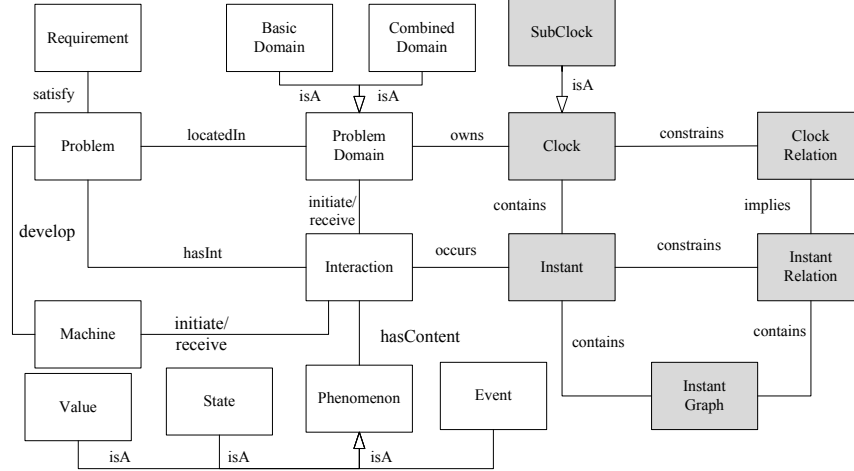 Requirement
Basic
Domain
Combined
Domain
SubClock
satisfy
isA
isA
isA
Problem
locatedIn
Problem
Domain
owns
Clock
constrains
Clock
Relation
develop
initiate/
receive
contains
implies
hasInt
Interaction
occurs
Instant
constrains
Instant
Relation
Machine
initiate/
receive
hasContent
contains
contains
Value
State
Phenomenon
Event
Instant
Graph
isA
isA
isA